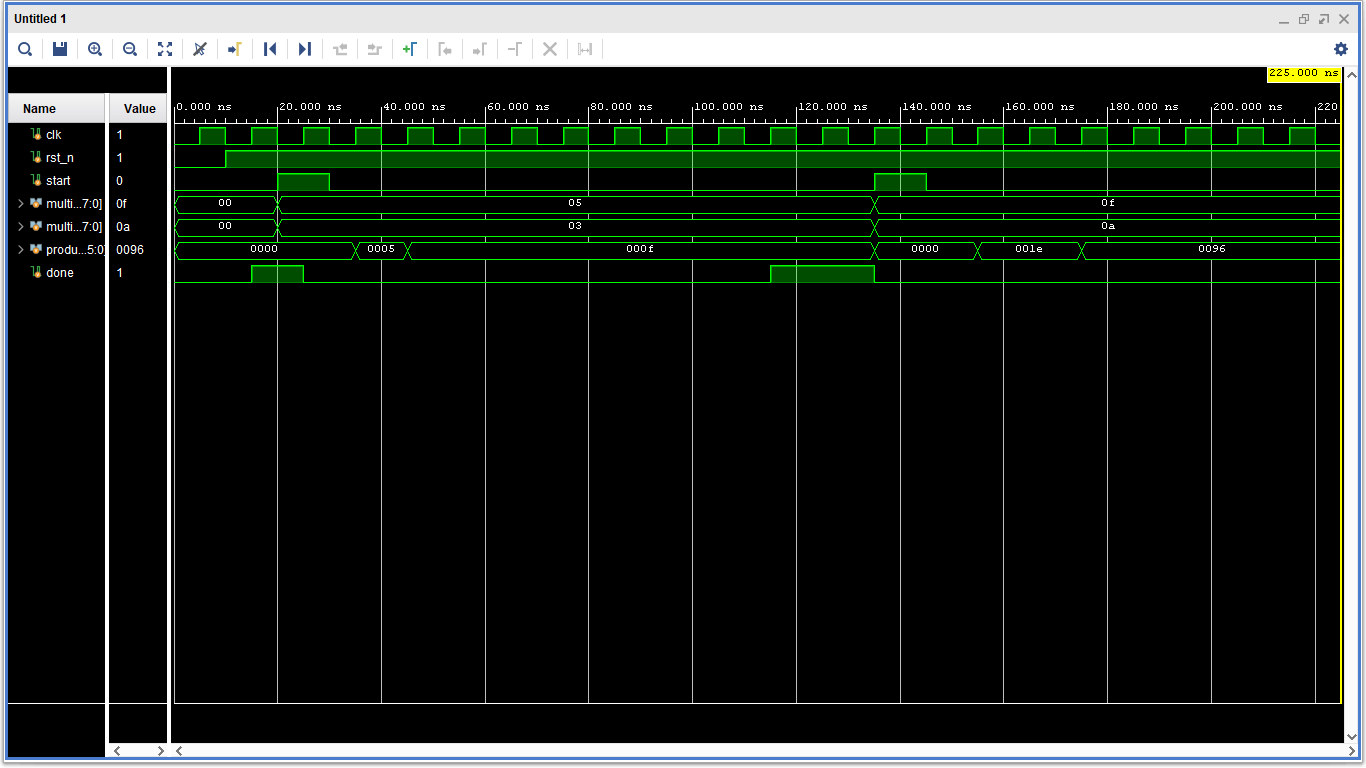 Untitled 1
225.000 ns
Name Value
0.000 ns 20.000 ns 40.000 ns 60.000 ns 80.000 ns 100.000 ns 120.000 ns 140.000 ns 160.000 ns 180.000 ns 200.000 ns 220
clk 1
rst_n 1
start 0
multi...7:0] 0f 00 05 0f
multi...7:0] 0a 00 03 0a
produ...5:0] 0096 0000 0005 000f 0000 001e 0096
done 1